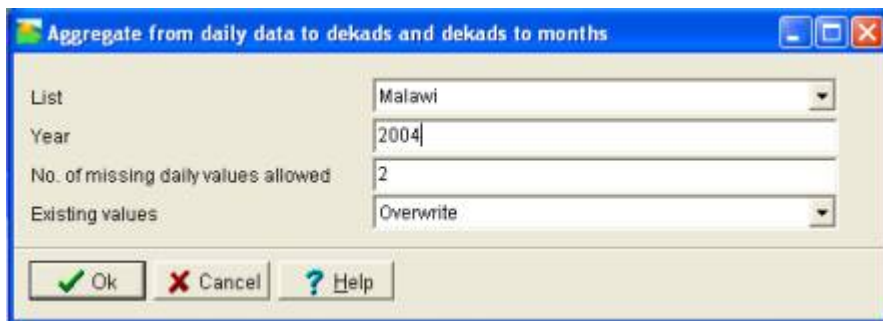 Aggregate from daily data to dekads and dekads to months
List Malawi
Year 2004
No. of missing daily values allowed 2
Existing values Overwrite
Ok Cancel ? Help